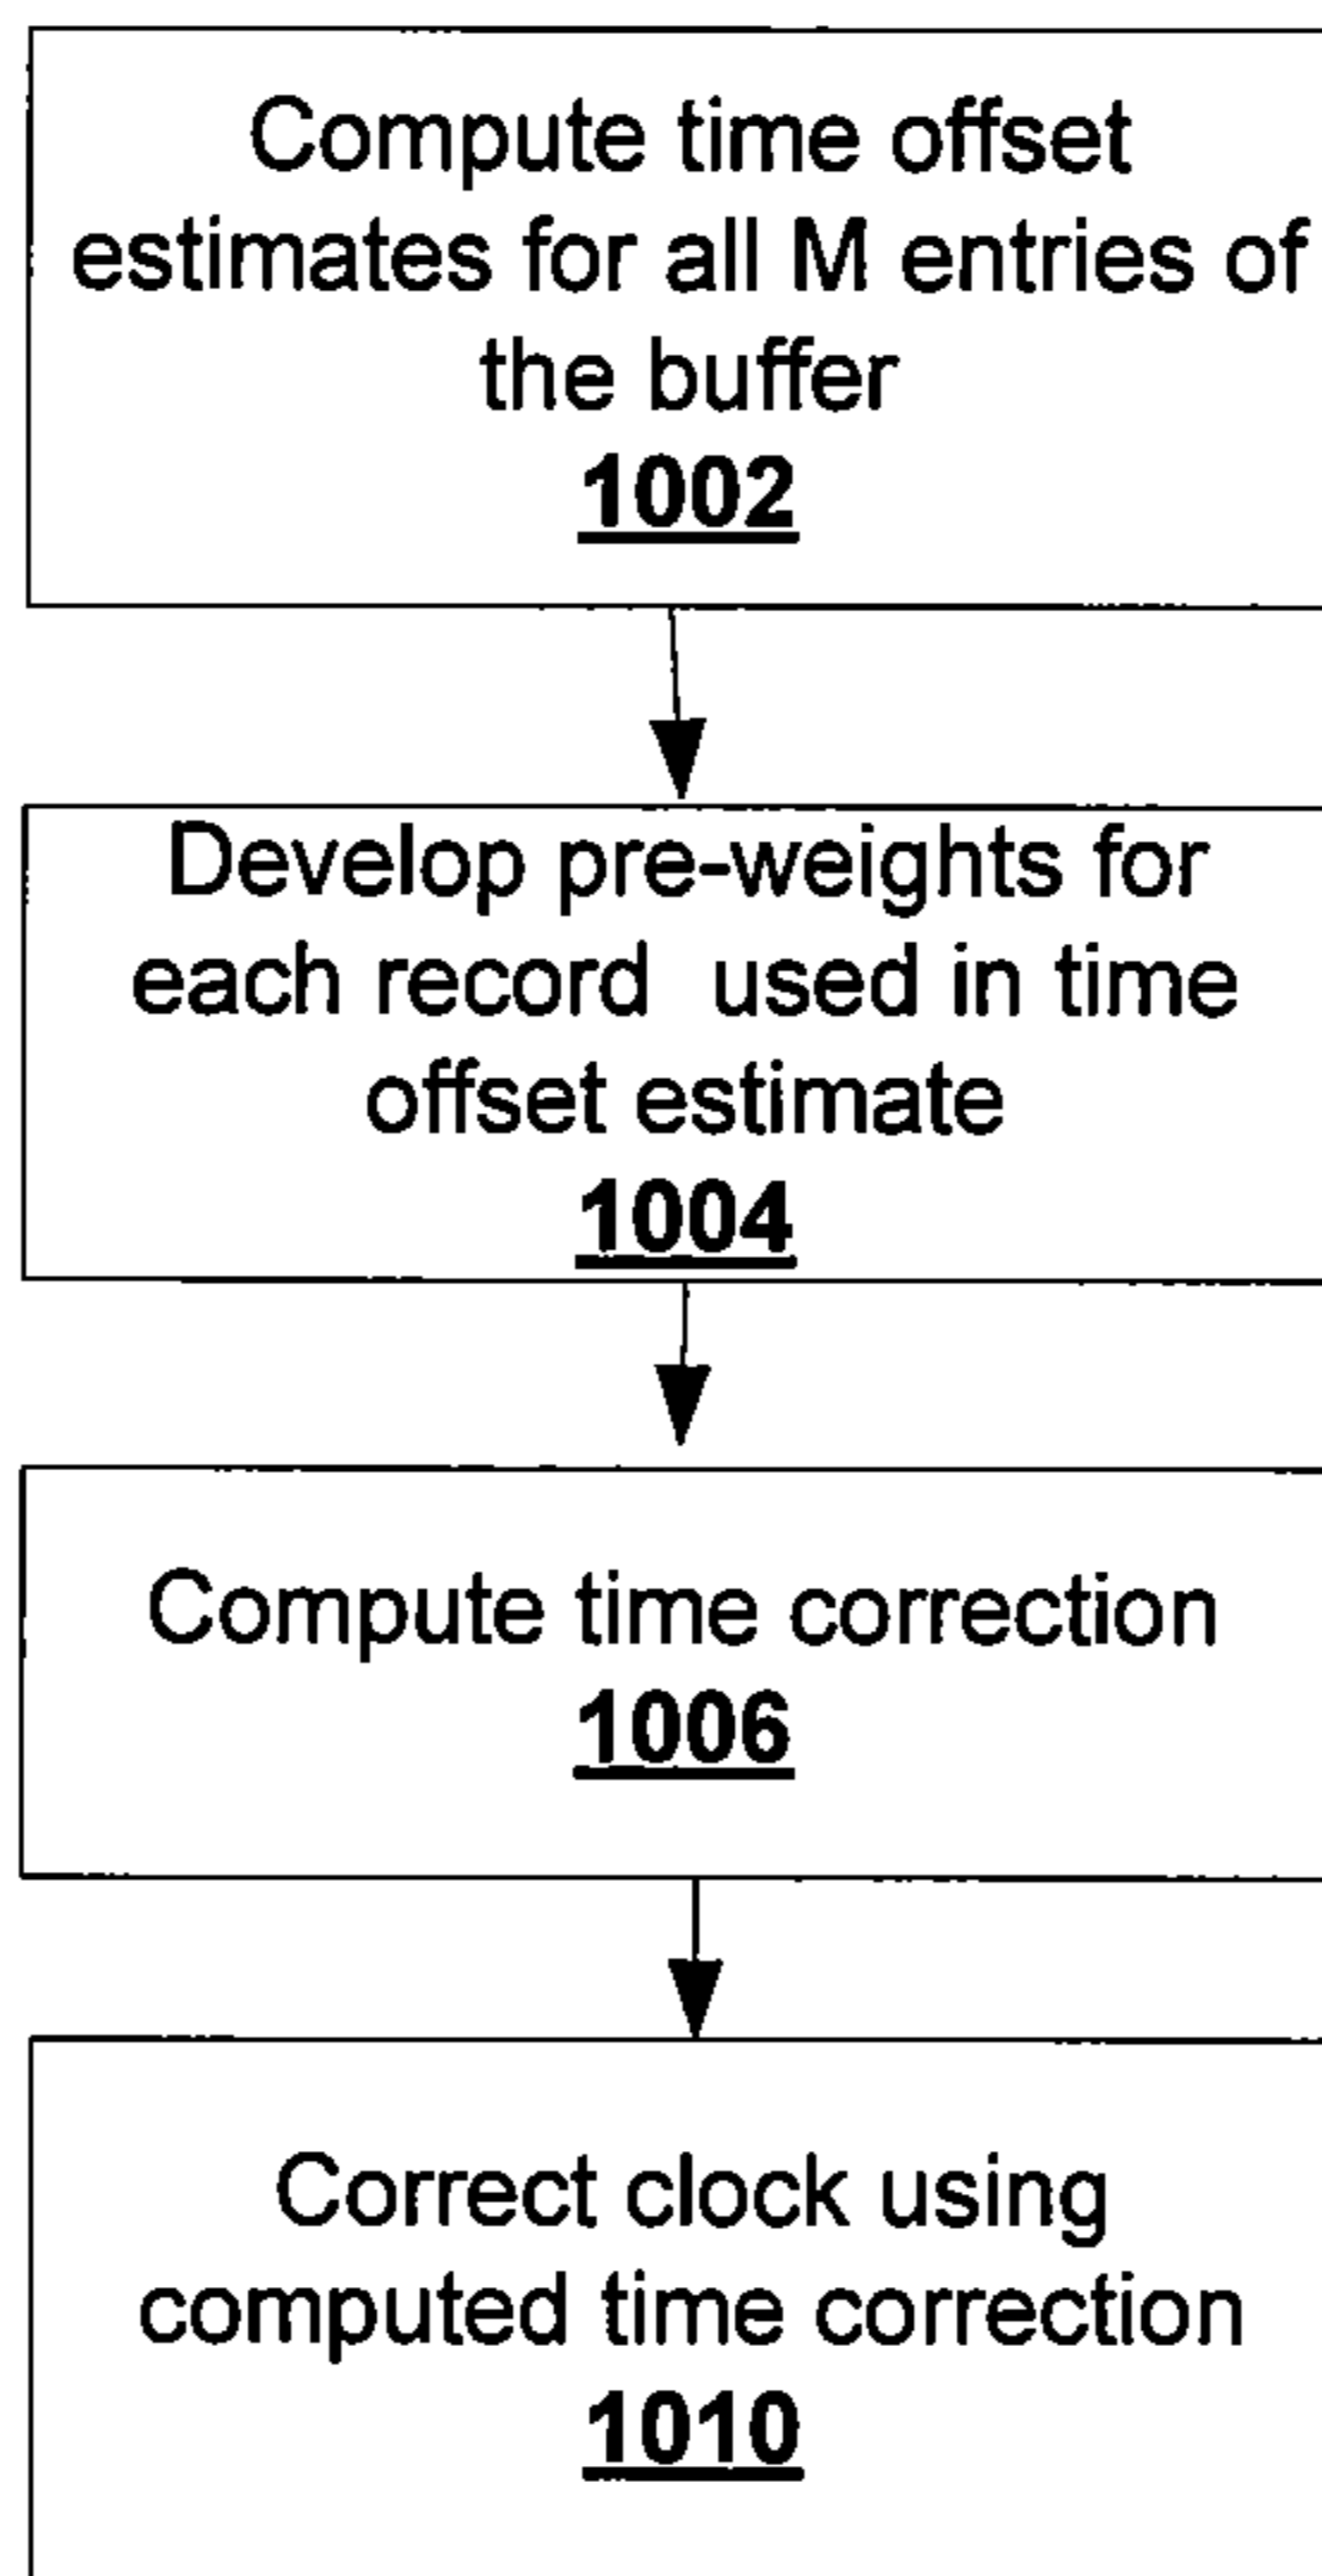 Compute time offset
estimates for all M entries of
the buffer
1002
Develop pre-weights for
each record used in time
offset estimate
1004
Compute time correction
1006
Correct clock using
computed time correction
1010